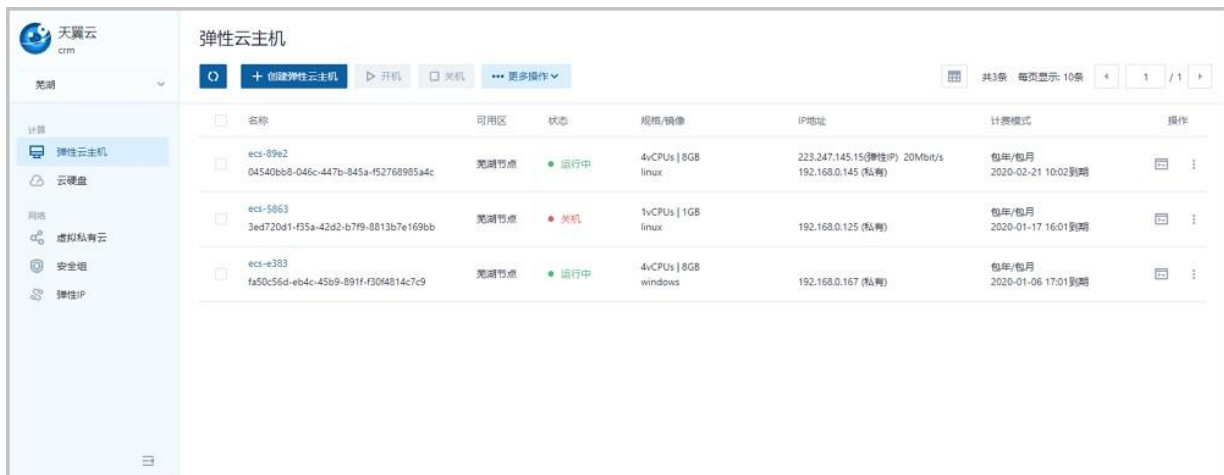 天翼云
crm
芜湖
计算
弹性云主机
云硬盘
网络
虚拟私有云
安全组
弹性IP
弹性云主机
创建弹性云主机 开机 关机 更多操作
共3条 每页显示: 10条 1 / 1
名称 可用区 状态 规格/镜像 IP地址 计费模式 操作
ecs-89e2
04540bb8-046c-447b-845a-f52768985a4c
芜湖节点
运行中
4vCPUs | 8GB
linux
223.247.145.15(弹性IP) 20Mbit/s
192.168.0.145 (私有)
包年/包月
2020-02-21 10:02到期
ecs-5863
3ed720d1-f35a-42d2-b7f9-8813b7e169bb
芜湖节点
关机
1vCPUs | 1GB
linux
192.168.0.125 (私有)
包年/包月
2020-01-17 16:01到期
ecs-e383
fa50c56d-eb4c-45b9-891f-f30f4814c7c9
芜湖节点
运行中
4vCPUs | 8GB
windows
192.168.0.167 (私有)
包年/包月
2020-01-06 17:01到期